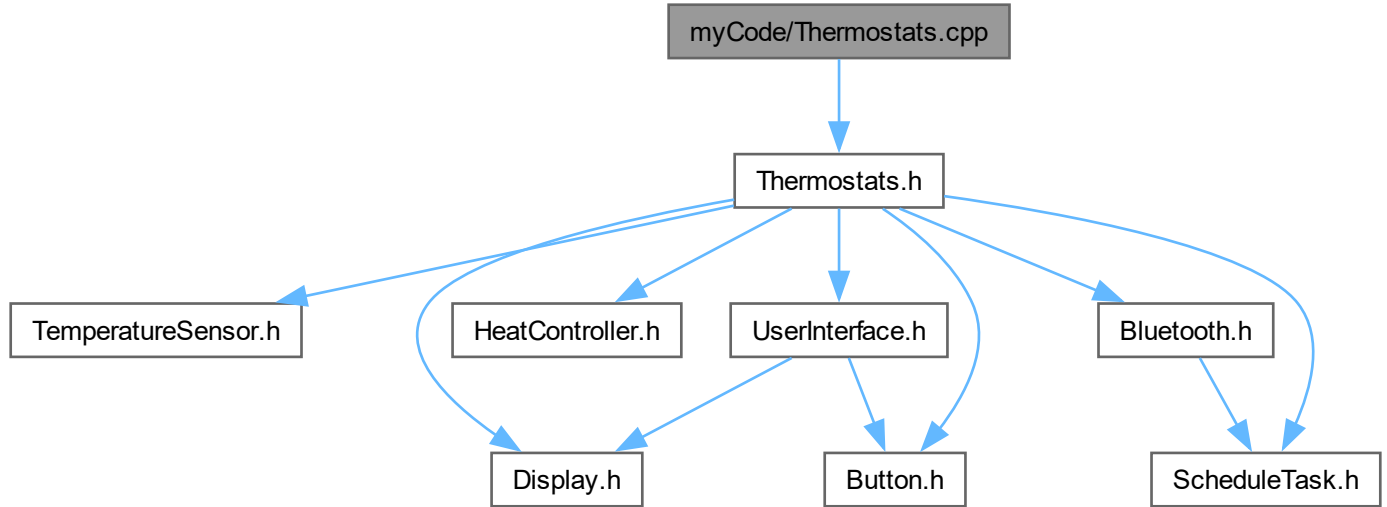 myCode/Thermostats.cpp
Thermostats.h
TemperatureSensor.h
HeatController.h
UserInterface.h
Bluetooth.h
Display.h
Button.h
ScheduleTask.h